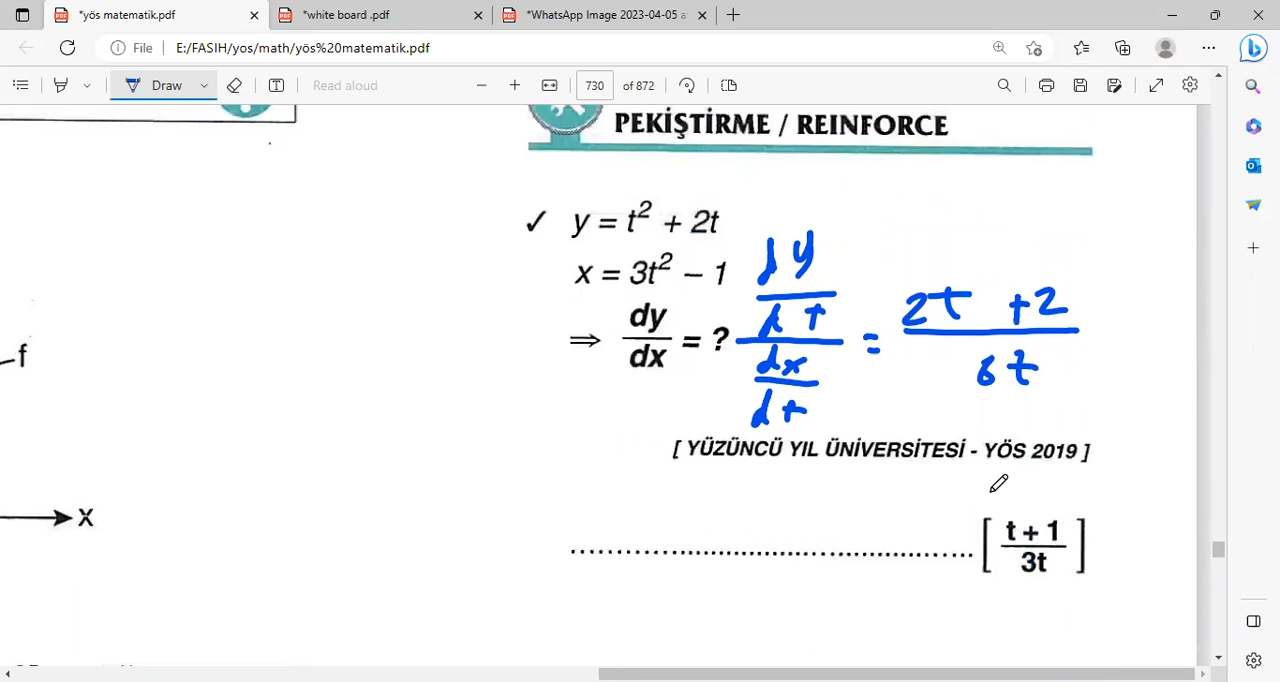 *yös matematik.pdf
*white board .pdf
*WhatsApp Image 2023-04-05 a
File E:/FASIH/yos/math/yös%20matematik.pdf
Draw Read aloud 730 of 872
PEKİŞTİRME / REINFORCE
✓ y = t² + 2t
x = 3t² – 1
⇒ dy/dx = ? (dy/dt)/(dx/dt) = (2t + 2)/(6t)
f
[ YÜZÜNCÜ YIL ÜNİVERSİTESİ - YÖS 2019 ]
X
.................................................... [ (t + 1)/(3t) ]